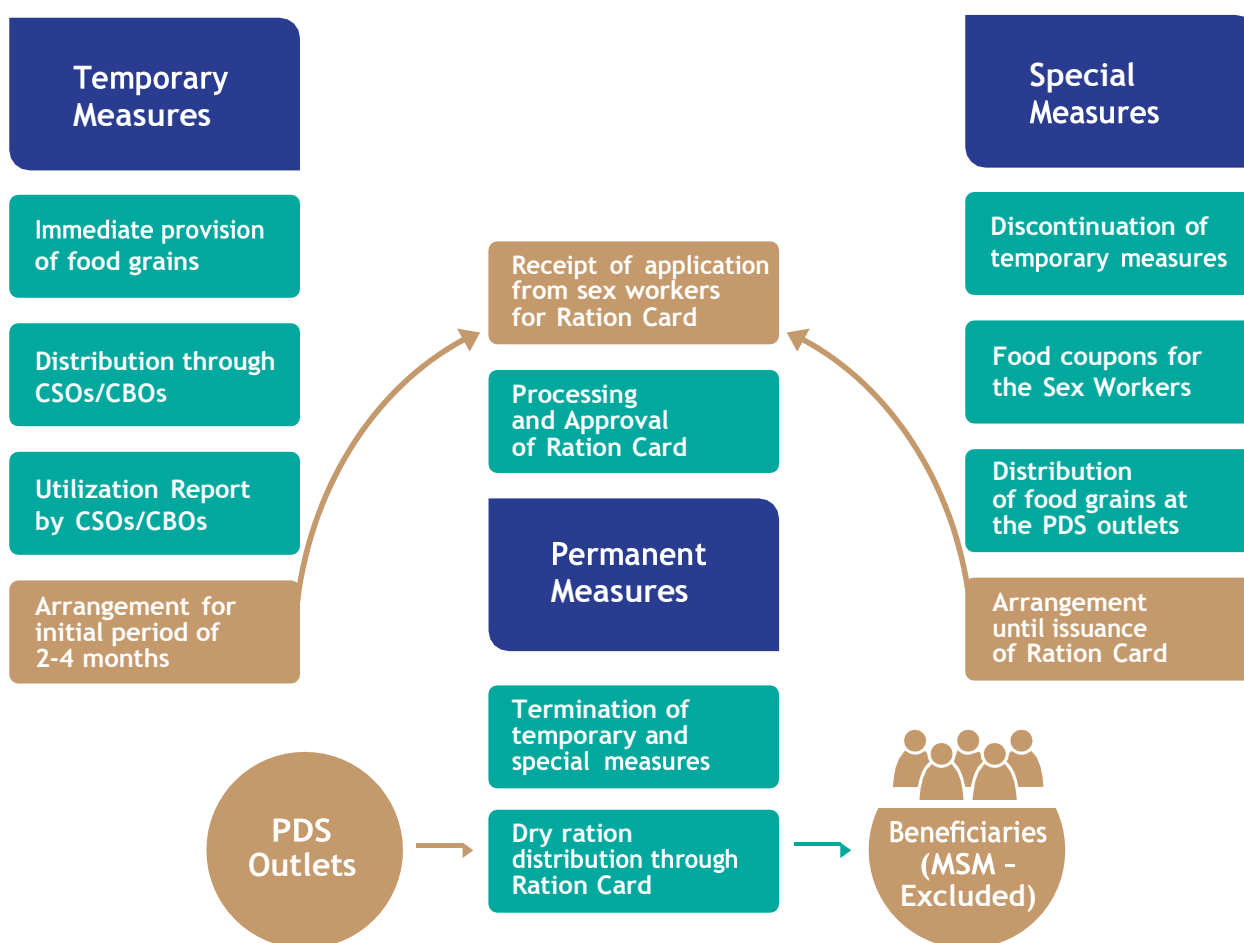 Temporary
Measures
Immediate provision
of food grains
Distribution through
CSOs/CBOs
Utilization Report
by CSOs/CBOs
Arrangement for
initial period of
2-4 months
Receipt of application
from sex workers
for Ration Card
Processing
and Approval
of Ration Card
Permanent
Measures
Termination of
temporary and
special measures
Dry ration
distribution through
Ration Card
PDS
Outlets
Special
Measures
Discontinuation of
temporary measures
Food coupons for
the Sex Workers
Distribution
of food grains at
the PDS outlets
Arrangement
until issuance
of Ration Card
Beneficiaries
(MSM –
Excluded)